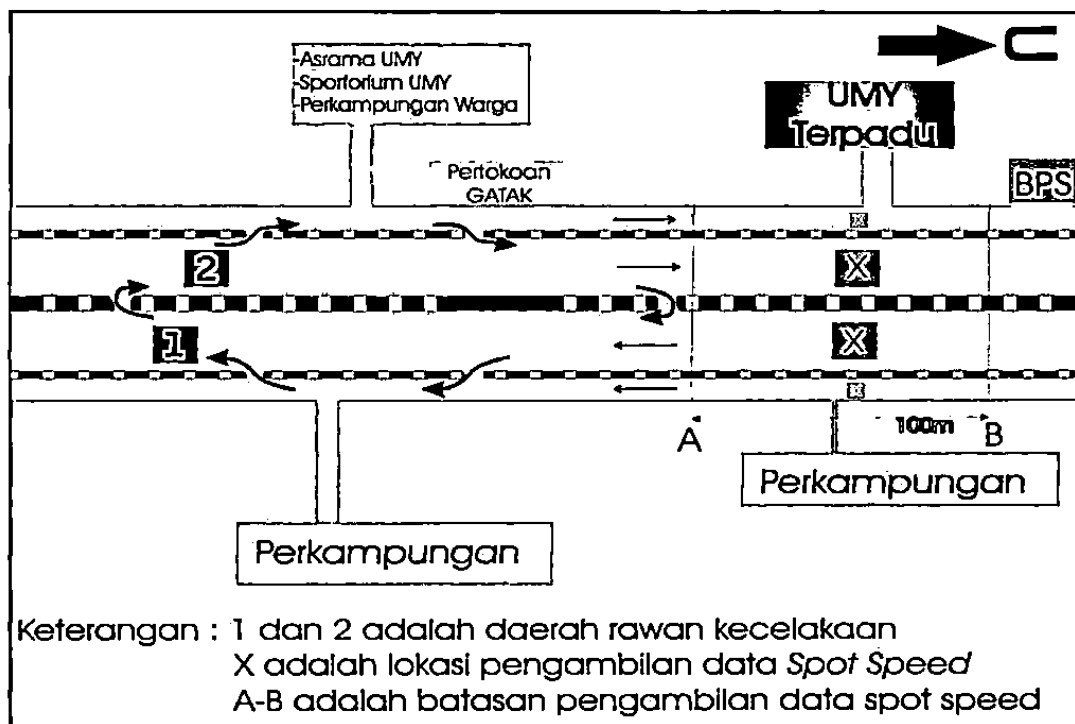 -Asrama UMY
-Sportorium UMY
-Perkampungan Warga
UMY
Terpadu
Pertokoan
GATAK
BPS
2
X
1
X
X
X
A
100m
B
Perkampungan
Perkampungan
Keterangan : 1 dan 2 adalah daerah rawan kecelakaan
X adalah lokasi pengambilan data Spot Speed
A-B adalah batasan pengambilan data spot speed